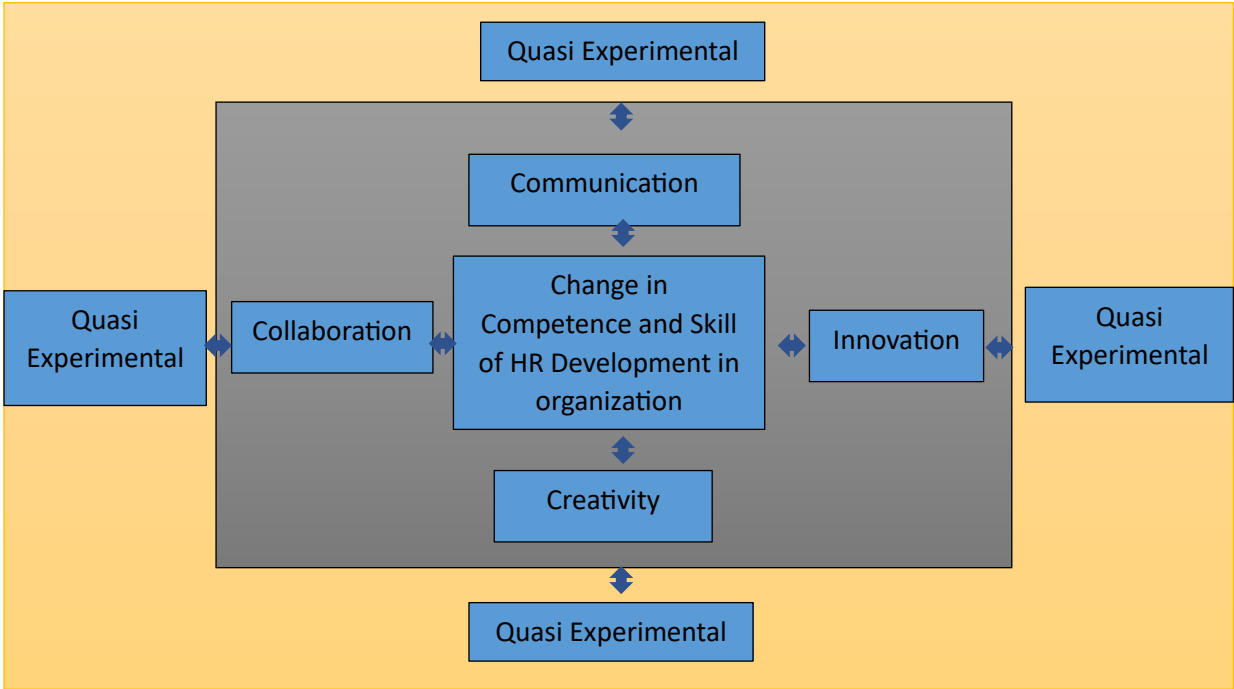 Quasi Experimental
Communication
Quasi
Experimental
Collaboration
Change in
Competence and Skill
of HR Development in
organization
Innovation
Quasi
Experimental
Creativity
Quasi Experimental